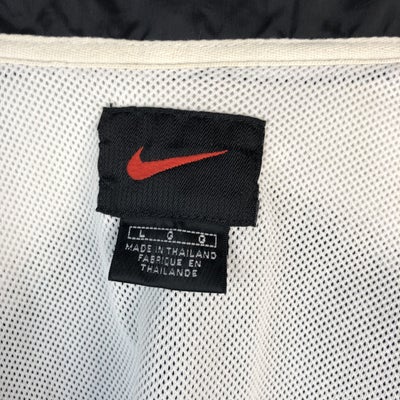 L G G
MADE IN THAILAND
FABRIQUE EN
THAILANDE